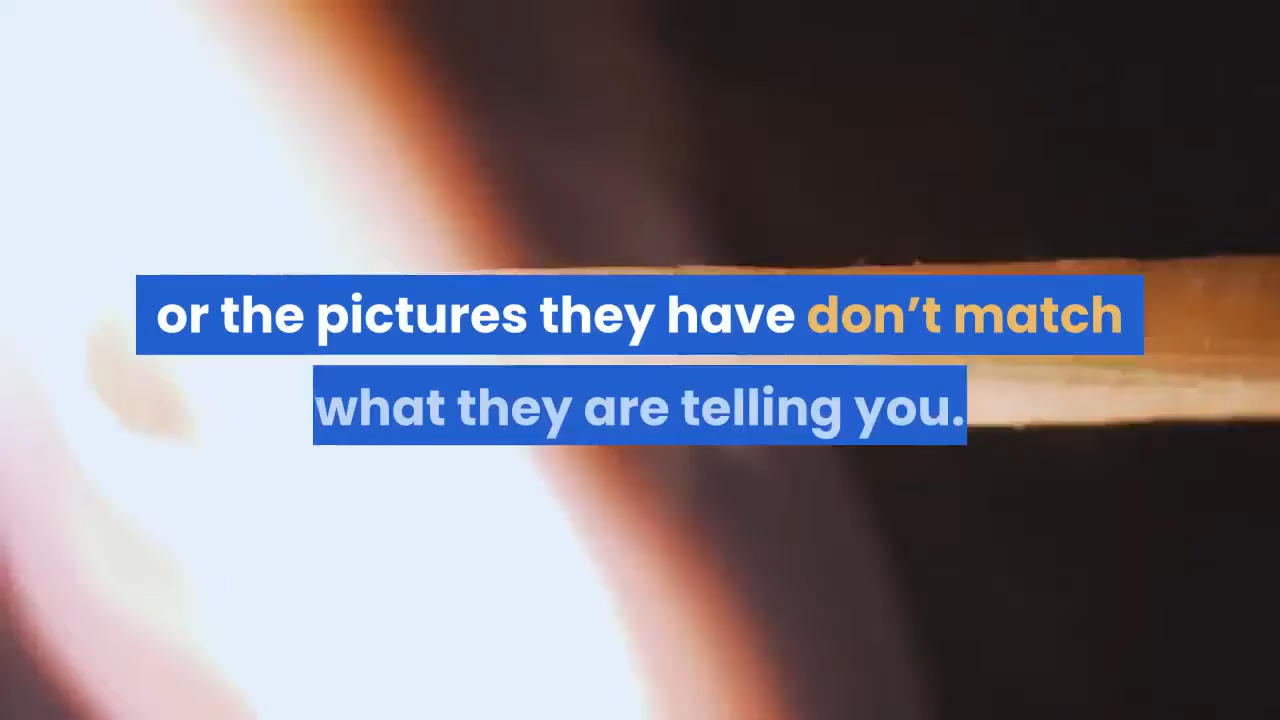 or the pictures they have don’t match
what they are telling you.